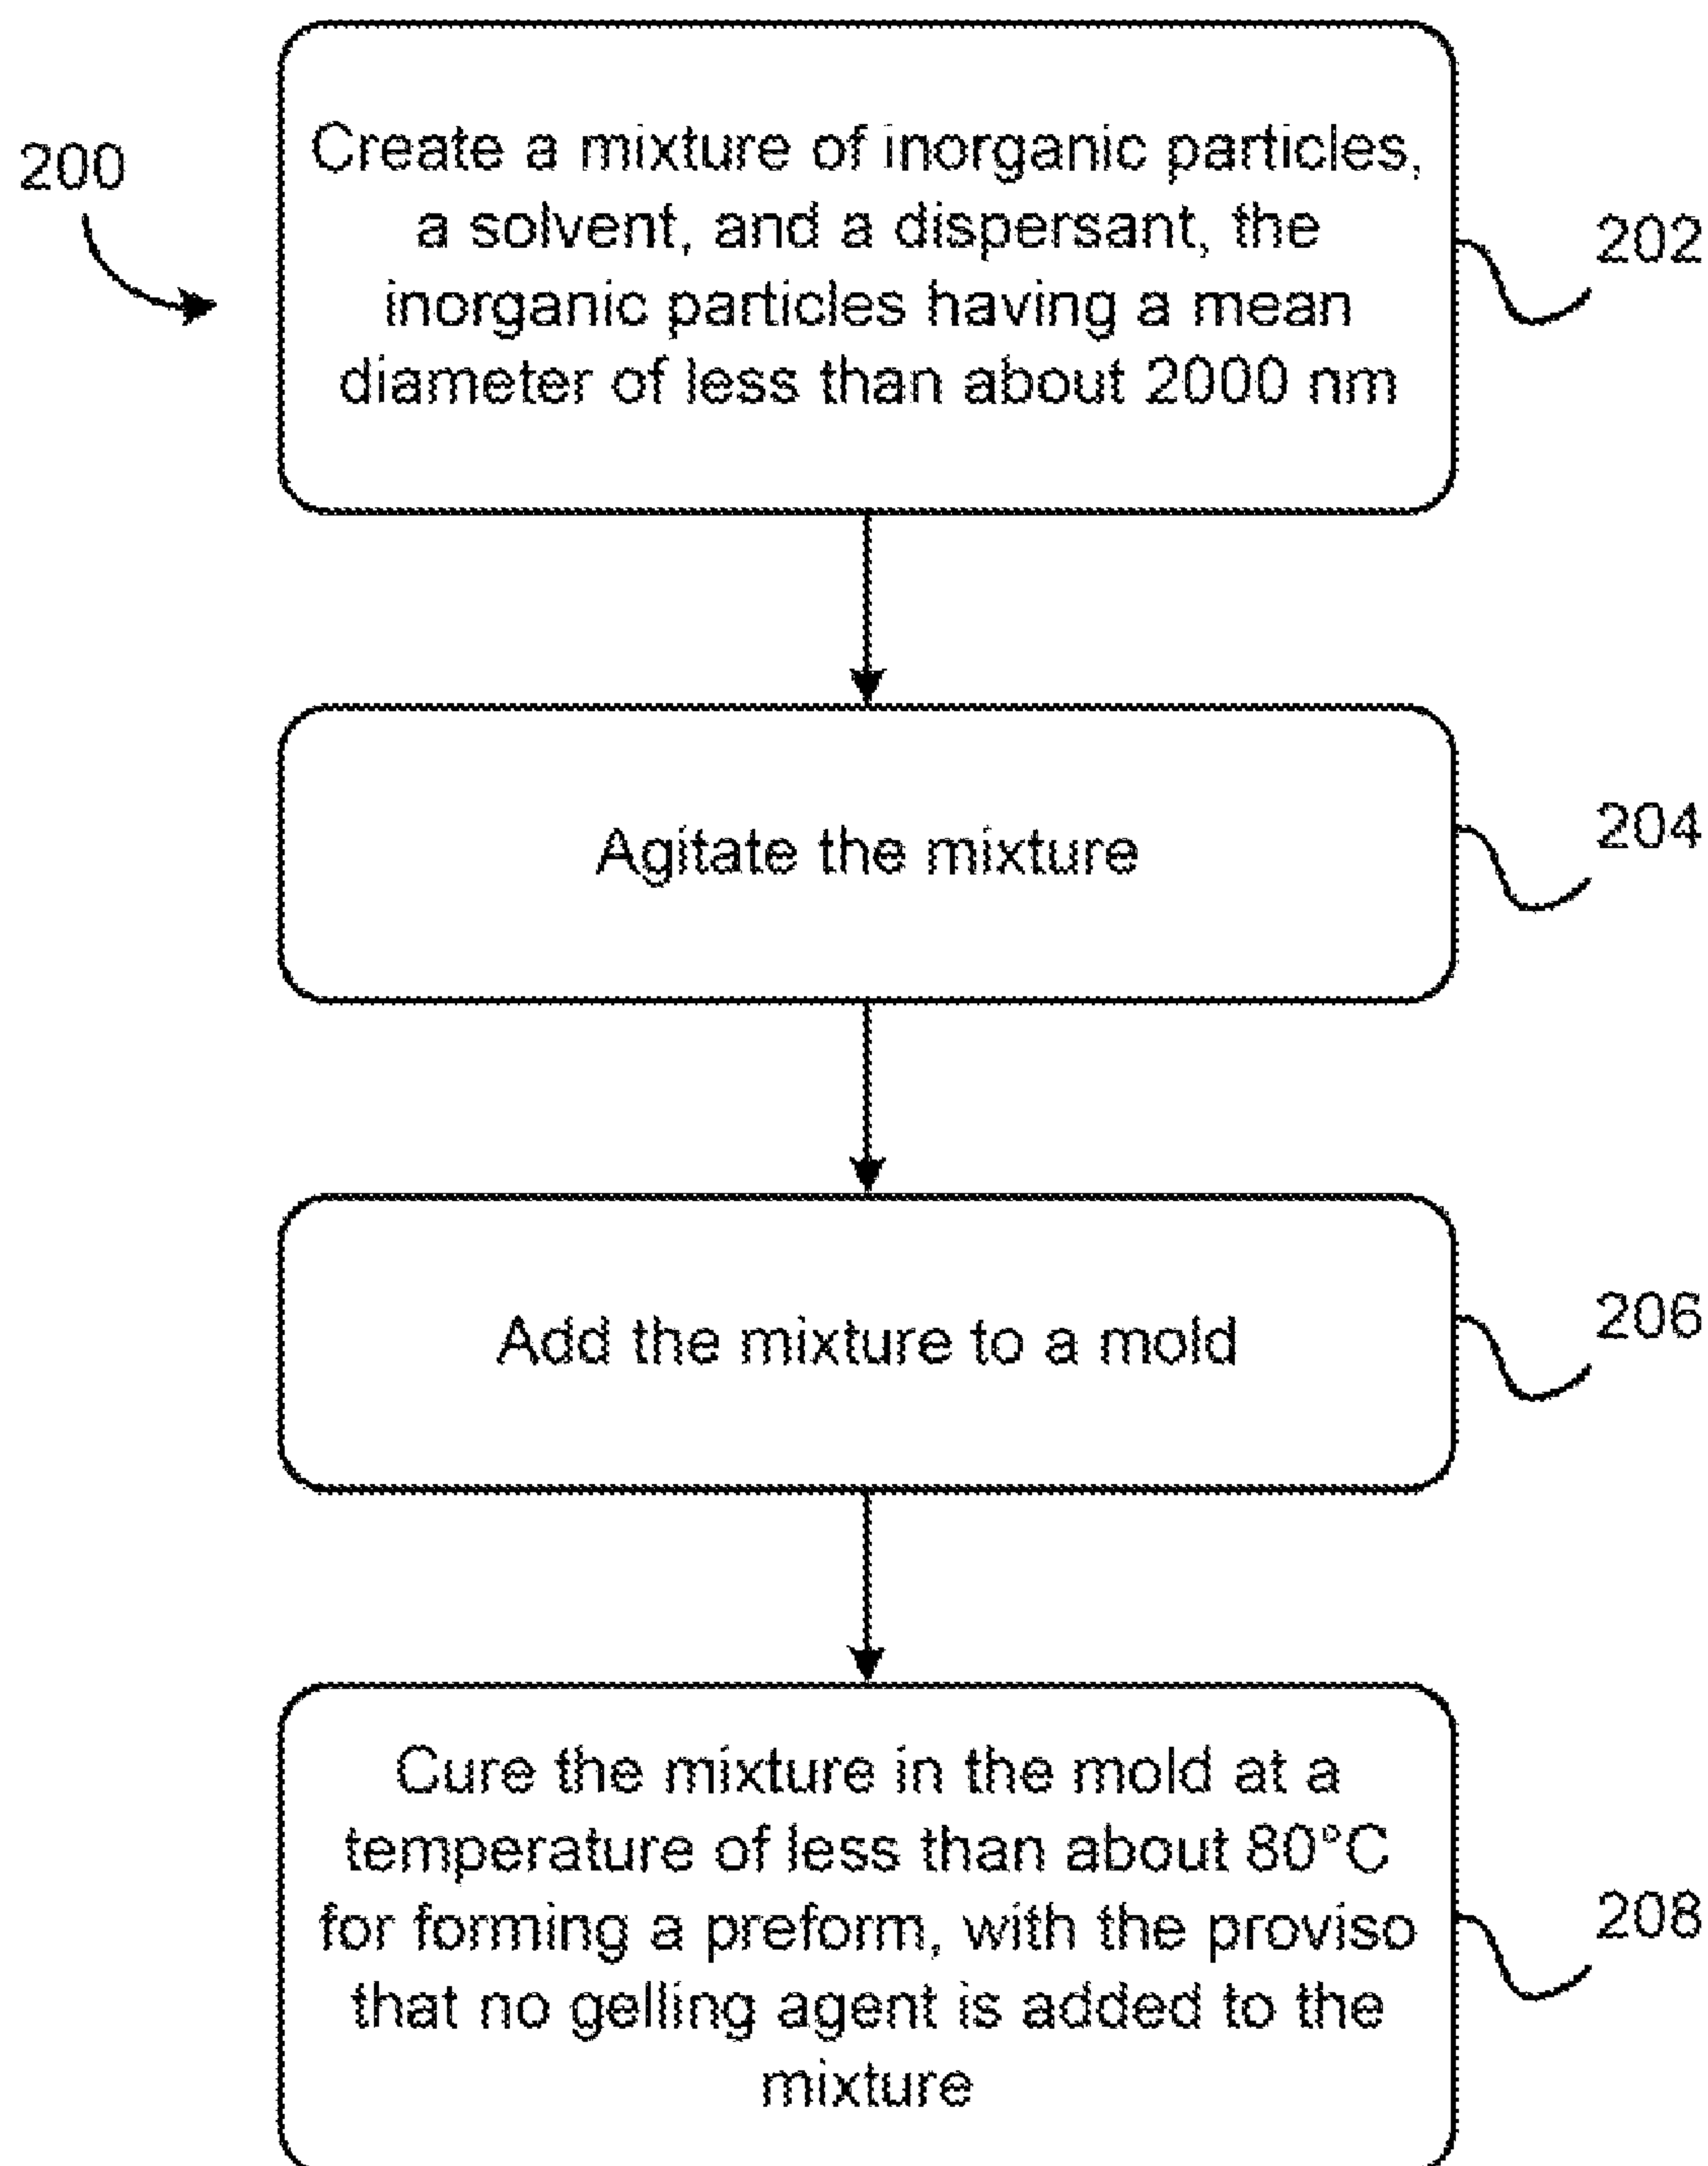 200
Create a mixture of inorganic particles,
a solvent, and a dispersant, the
inorganic particles having a mean
diameter of less than about 2000 nm
202
Agitate the mixture
204
Add the mixture to a mold
206
Cure the mixture in the mold at a
temperature of less than about 80°C
for forming a preform, with the proviso
that no gelling agent is added to the
mixture
208